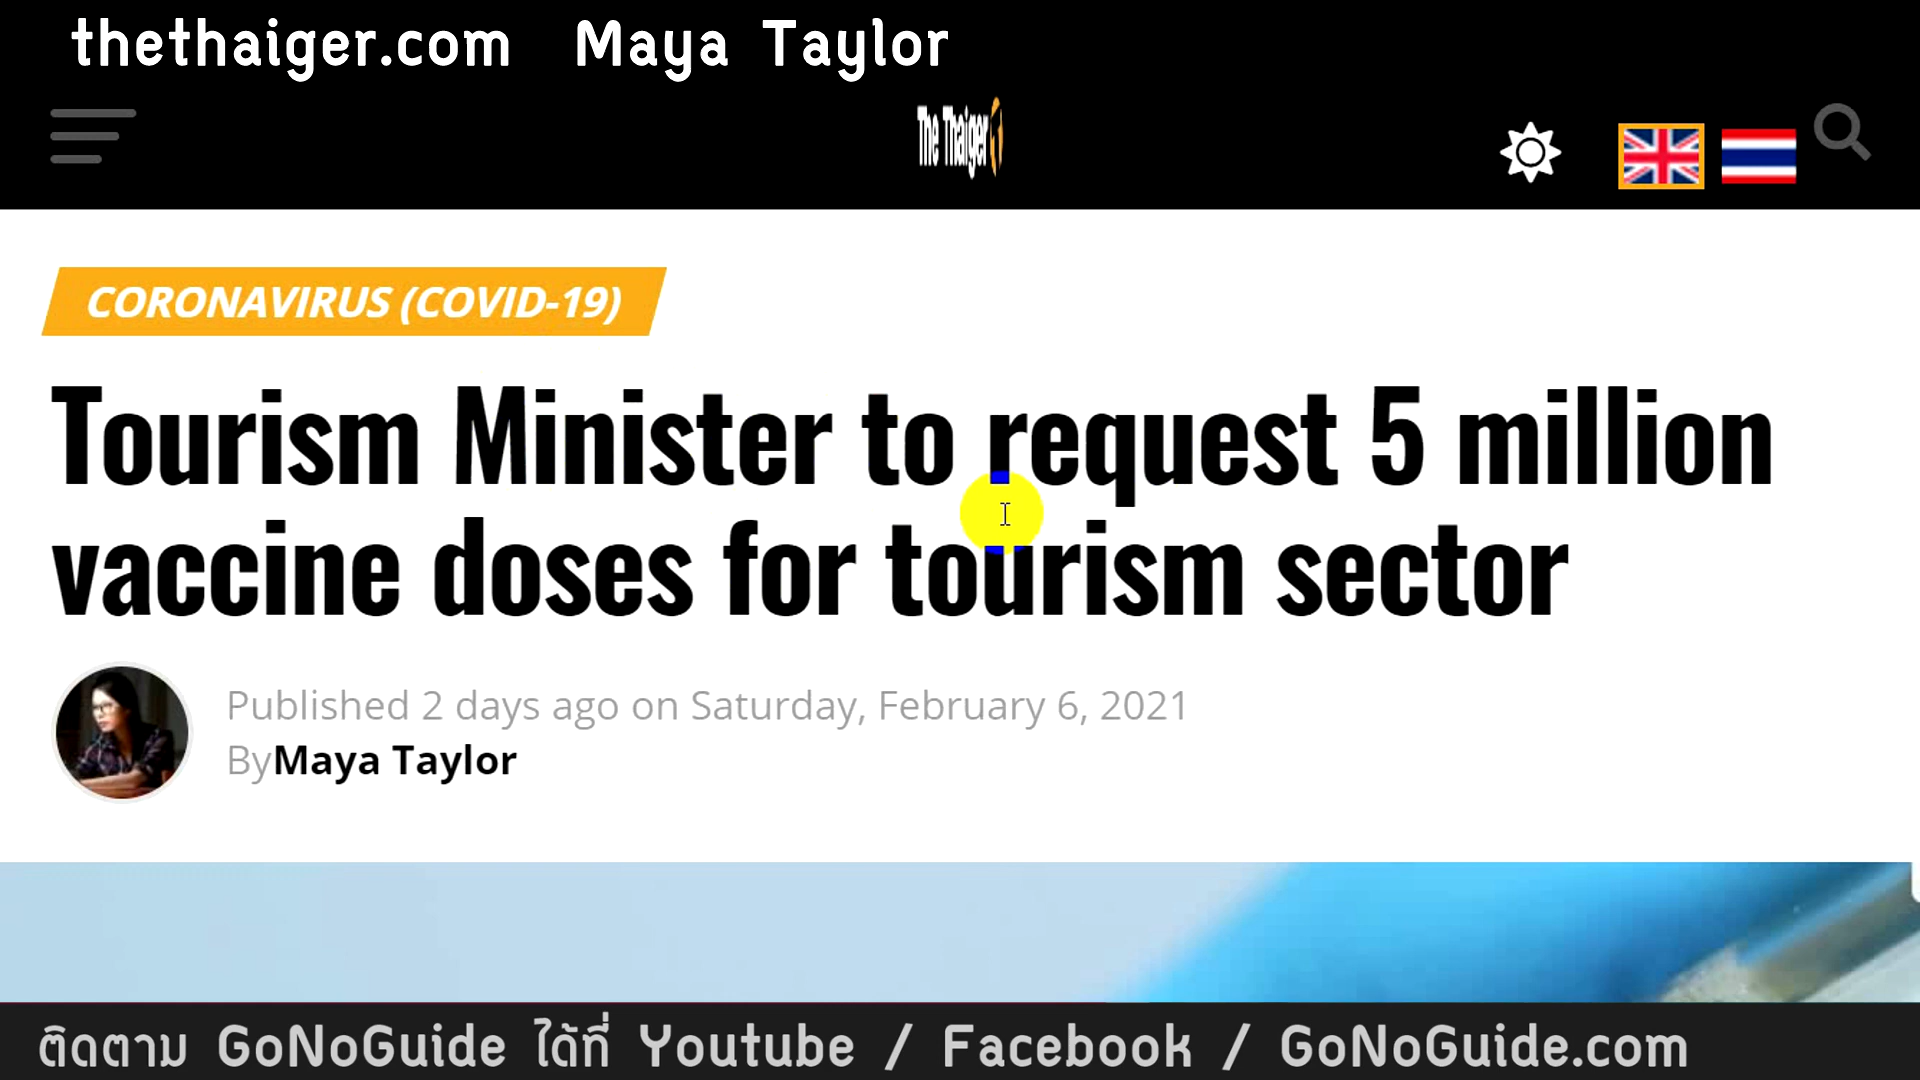 thethaiger.com Maya Taylor
The Thaiger
CORONAVIRUS (COVID-19)
Tourism Minister to request 5 million
vaccine doses for tourism sector
Published 2 days ago on Saturday, February 6, 2021
ByMaya Taylor
ติดตาม GoNoGuide ได้ที่ Youtube / Facebook / GoNoGuide.com